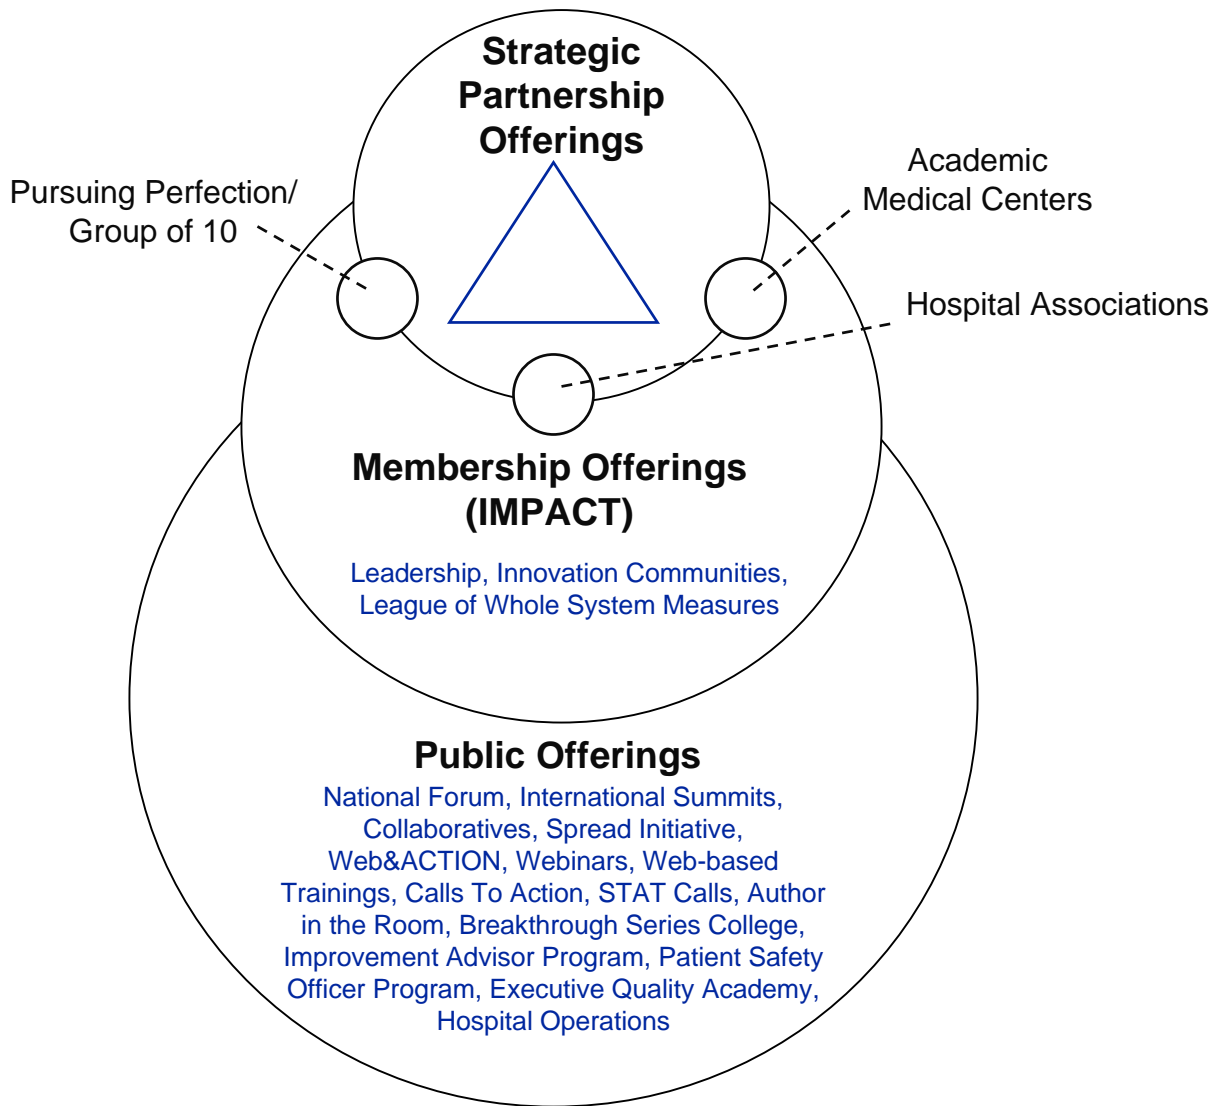 Strategic
Partnership
Offerings
Pursuing Perfection/
Group of 10
Academic
Medical Centers
Hospital Associations
Membership Offerings
(IMPACT)
Leadership, Innovation Communities,
League of Whole System Measures
Public Offerings
National Forum, International Summits,
Collaboratives, Spread Initiative,
Web&ACTION, Webinars, Web-based
Trainings, Calls To Action, STAT Calls, Author
in the Room, Breakthrough Series College,
Improvement Advisor Program, Patient Safety
Officer Program, Executive Quality Academy,
Hospital Operations